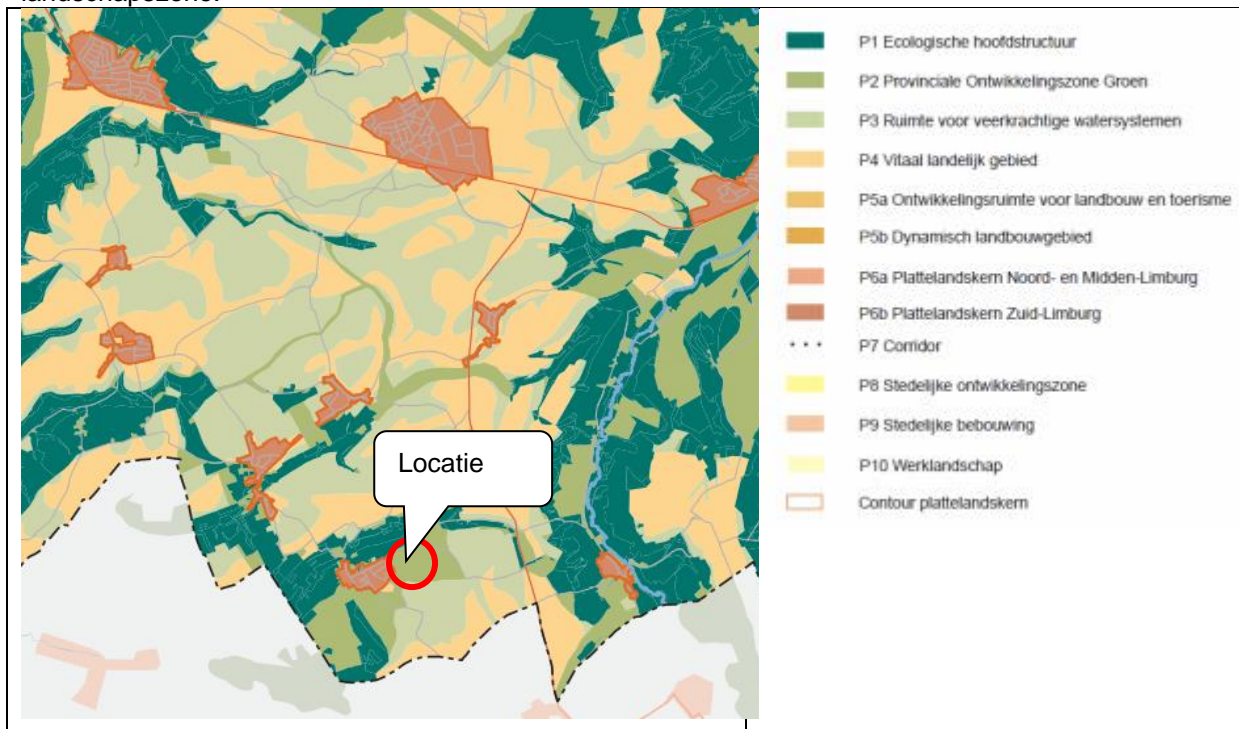 landschapszone.
Locatie
P1 Ecologische hoofdstructuur
P2 Provinciale Ontwikkelingszone Groen
P3 Ruimte voor veerkrachtige watersystemen
P4 Vitaal landelijk gebied
P5a Ontwikkelingsruimte voor landbouw en toerisme
P5b Dynamisch landbouwgebied
P6a Plattelandskern Noord- en Midden-Limburg
P6b Plattelandskern Zuid-Limburg
P7 Corridor
P8 Stedelijke ontwikkelingszone
P9 Stedelijke bebouwing
P10 Werklandschap
Contour plattelandskern